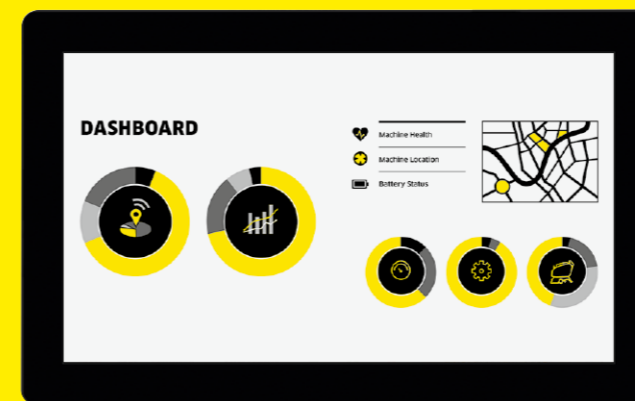 DASHBOARD
Machine Health
Machine Location
Battery Status